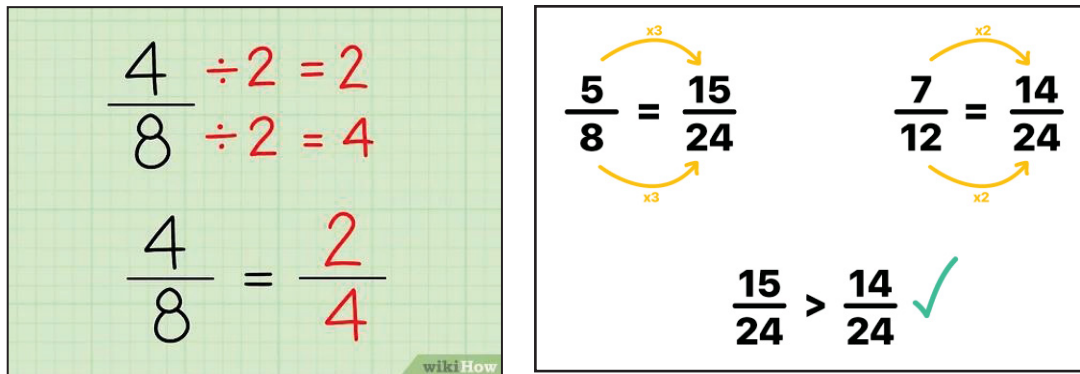 4 ÷2 = 2
8 ÷2 = 4
4/8 = 2/4
wikiHow
x3
5/8 = 15/24
x3
x2
7/12 = 14/24
x2
15/24 > 14/24 ✓